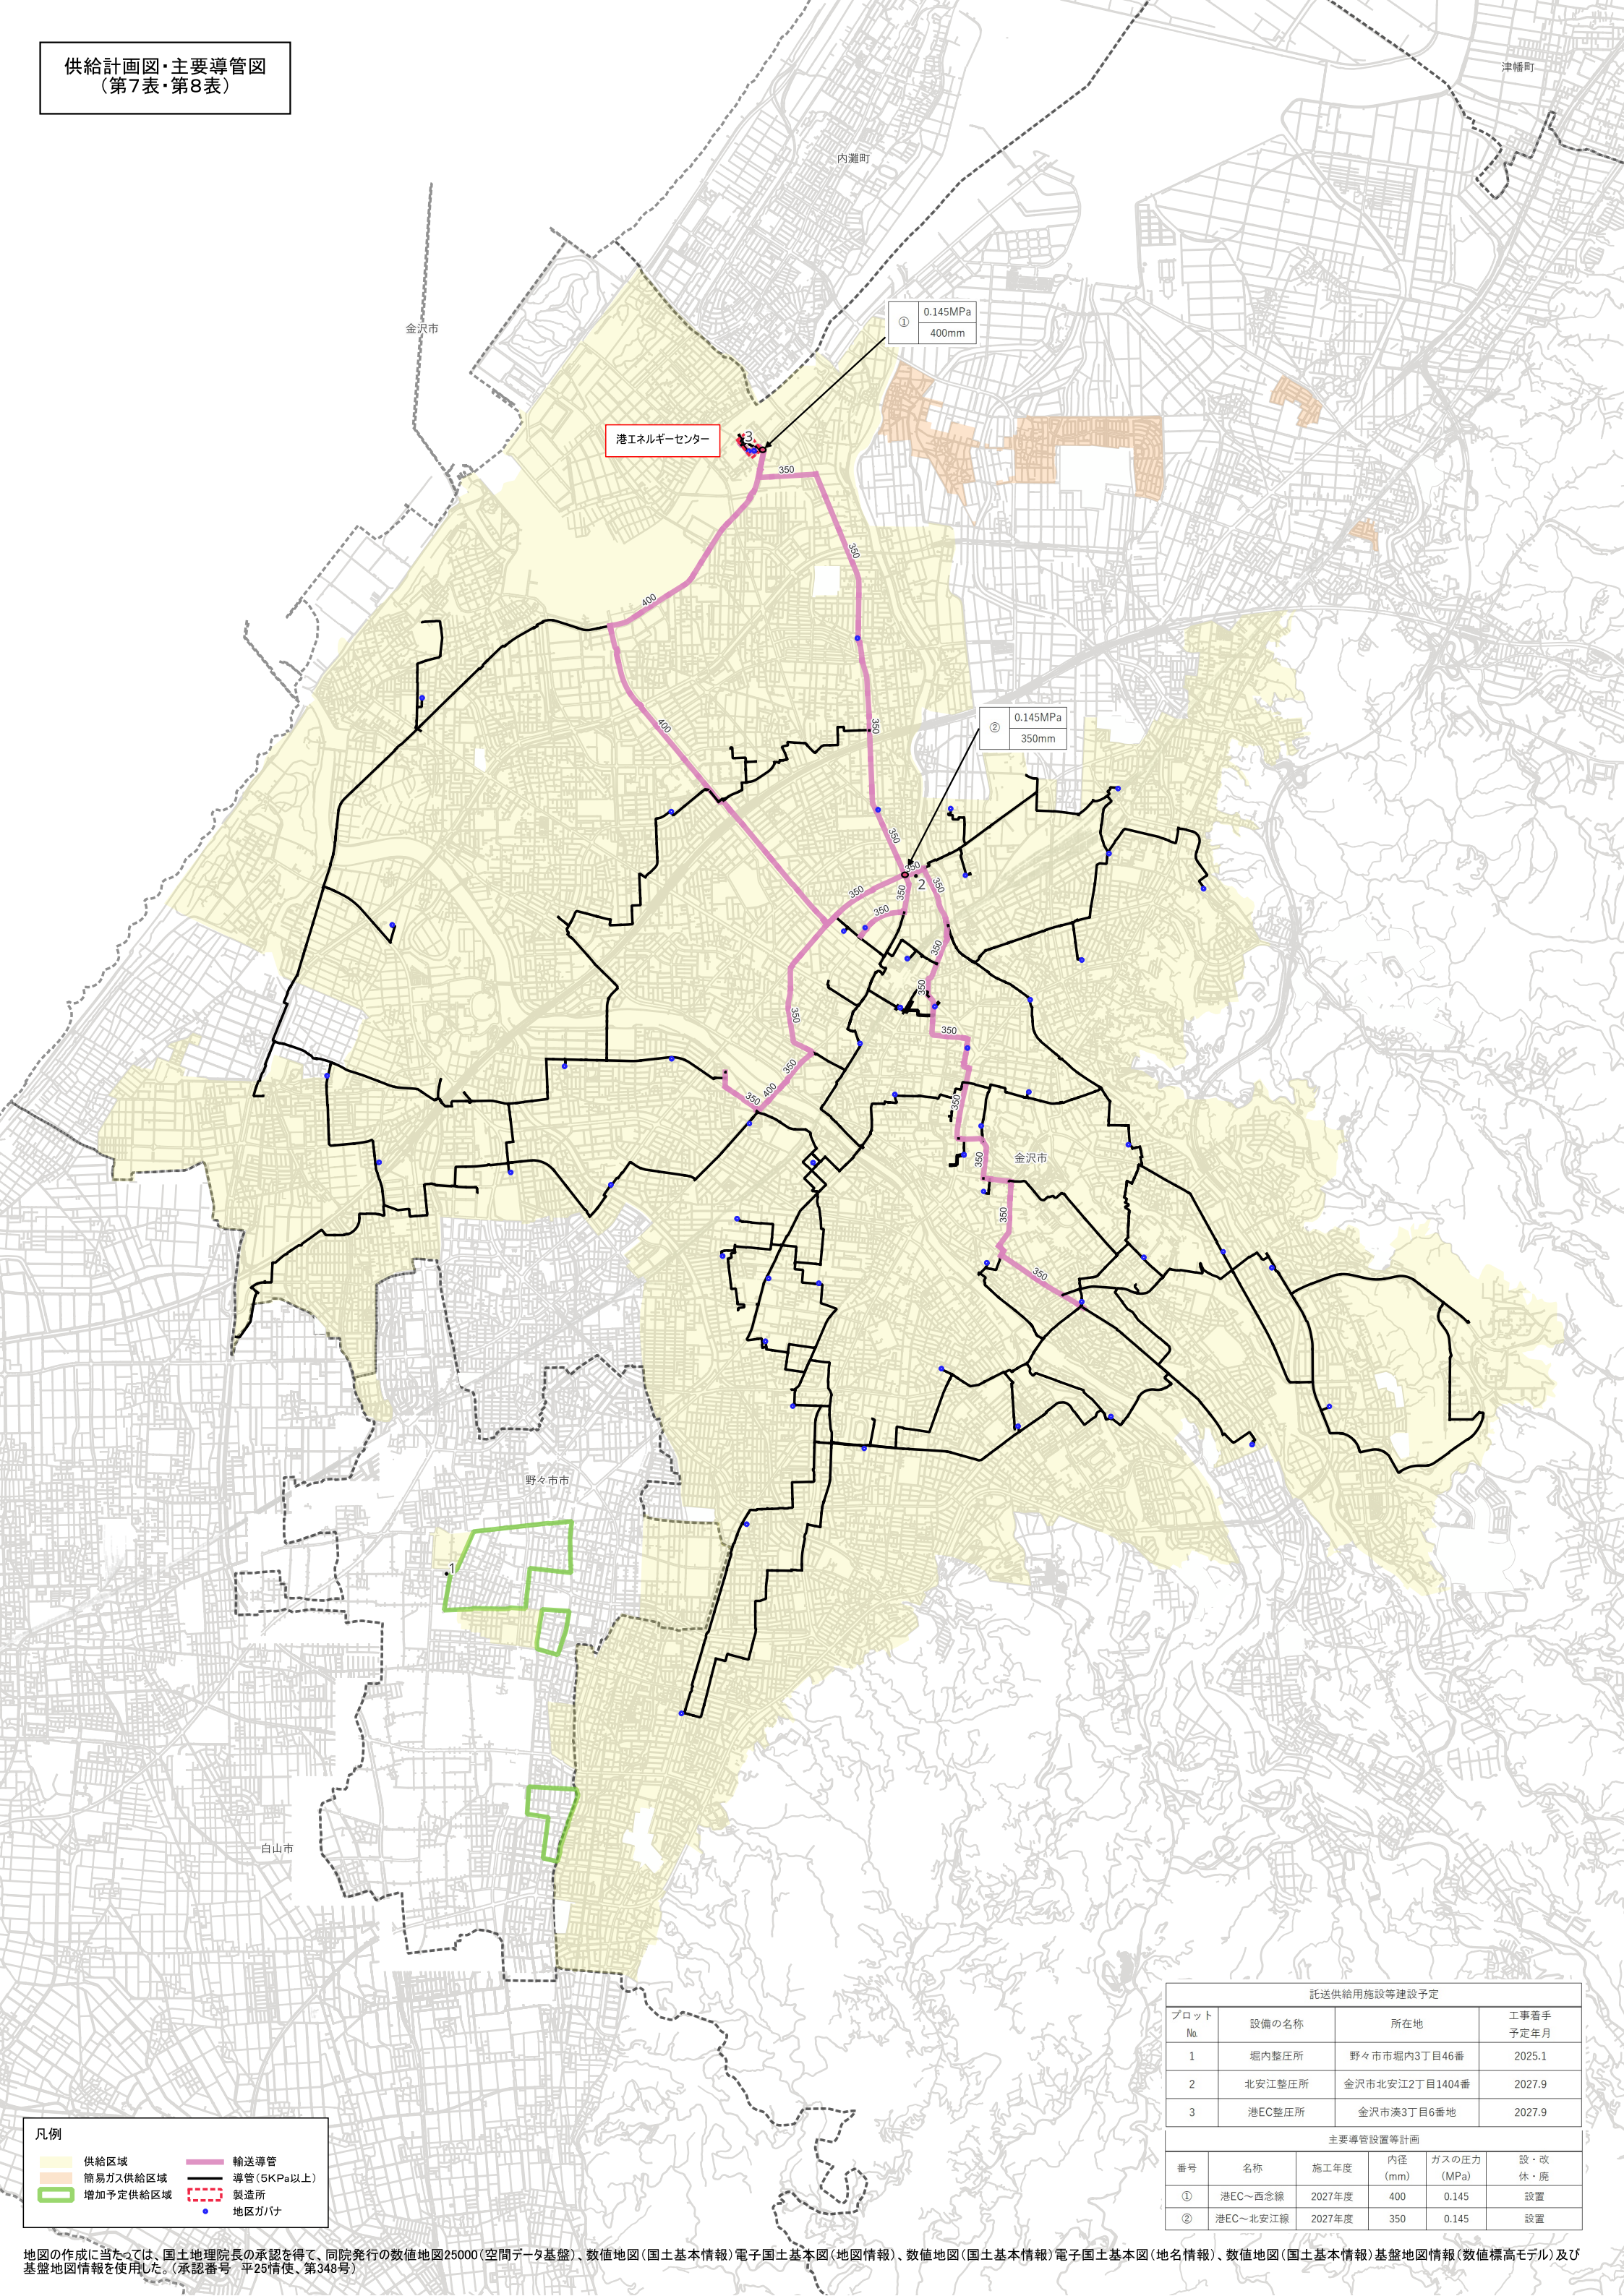 供給計画図・主要導管図
（第7表・第8表）
津幡町
内灘町
金沢市
① 0.145MPa
400mm
港エネルギーセンター
3
350
350
400
400
350
② 0.145MPa
350mm
350
350
2
350
350
350
350
350
350
350
350
350
400
350
350
金沢市
350
350
350
野々市市
1
白山市
託送供給用施設等建設予定
プロット
№ 設備の名称 所在地 工事着手
予定年月
1 堀内整圧所 野々市市堀内3丁目46番 2025.1
2 北安江整圧所 金沢市北安江2丁目1404番 2027.9
3 港EC整圧所 金沢市湊3丁目6番地 2027.9
主要導管設置等計画
番号 名称 施工年度 内径
(mm) ガスの圧力
(MPa) 設・改
休・廃
① 港EC～西念線 2027年度 400 0.145 設置
② 港EC～北安江線 2027年度 350 0.145 設置
凡例
供給区域 輸送導管
簡易ガス供給区域 導管（5KPa以上）
増加予定供給区域 製造所
地区ガバナ
地図の作成に当たっては、国土地理院長の承認を得て、同院発行の数値地図25000（空間データ基盤）、数値地図（国土基本情報）電子国土基本図（地図情報）、数値地図（国土基本情報）電子国土基本図（地名情報）、数値地図（国土基本情報）基盤地図情報（数値標高モデル）及び
基盤地図情報を使用した。（承認番号　平25情使、第348号）